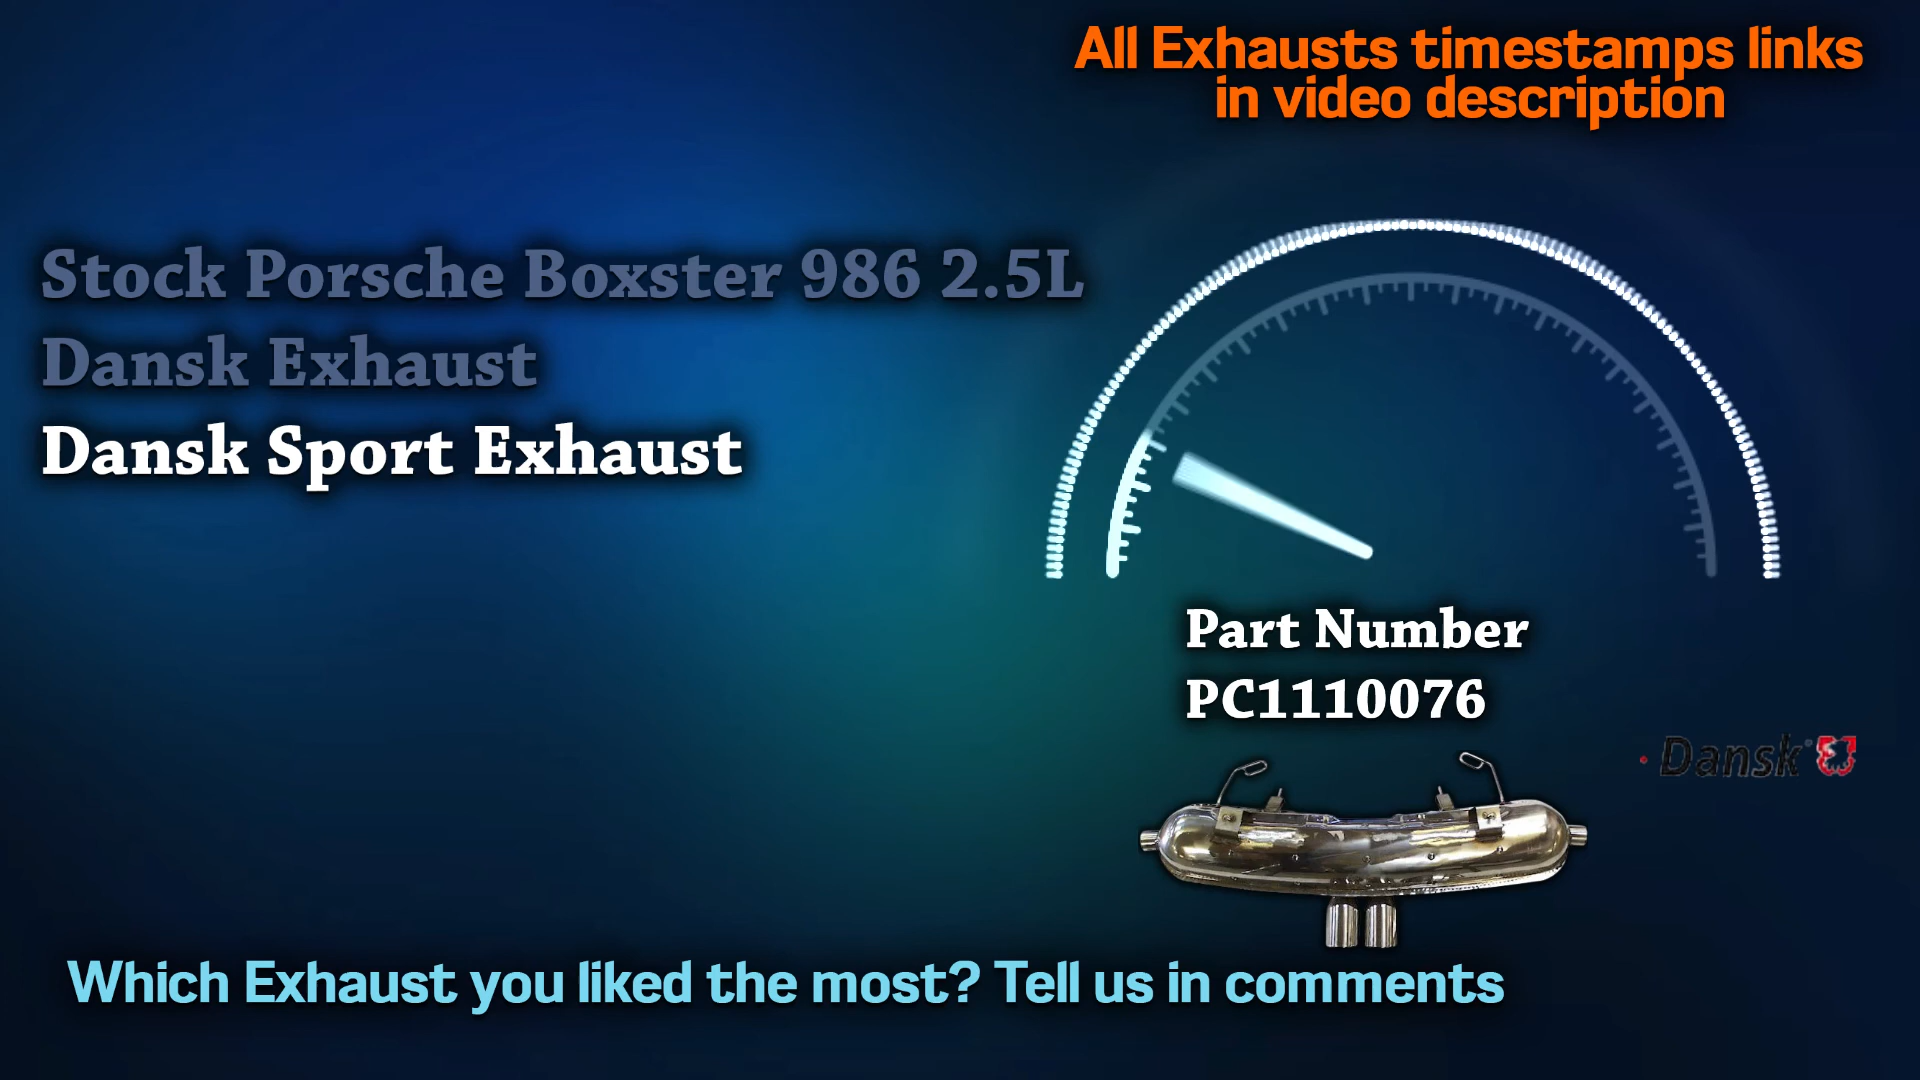 All Exhausts timestamps links
in video description
Stock Porsche Boxster 986 2.5L
Dansk Exhaust
Dansk Sport Exhaust
Part Number
PC1110076
Dansk
Which Exhaust you liked the most? Tell us in comments